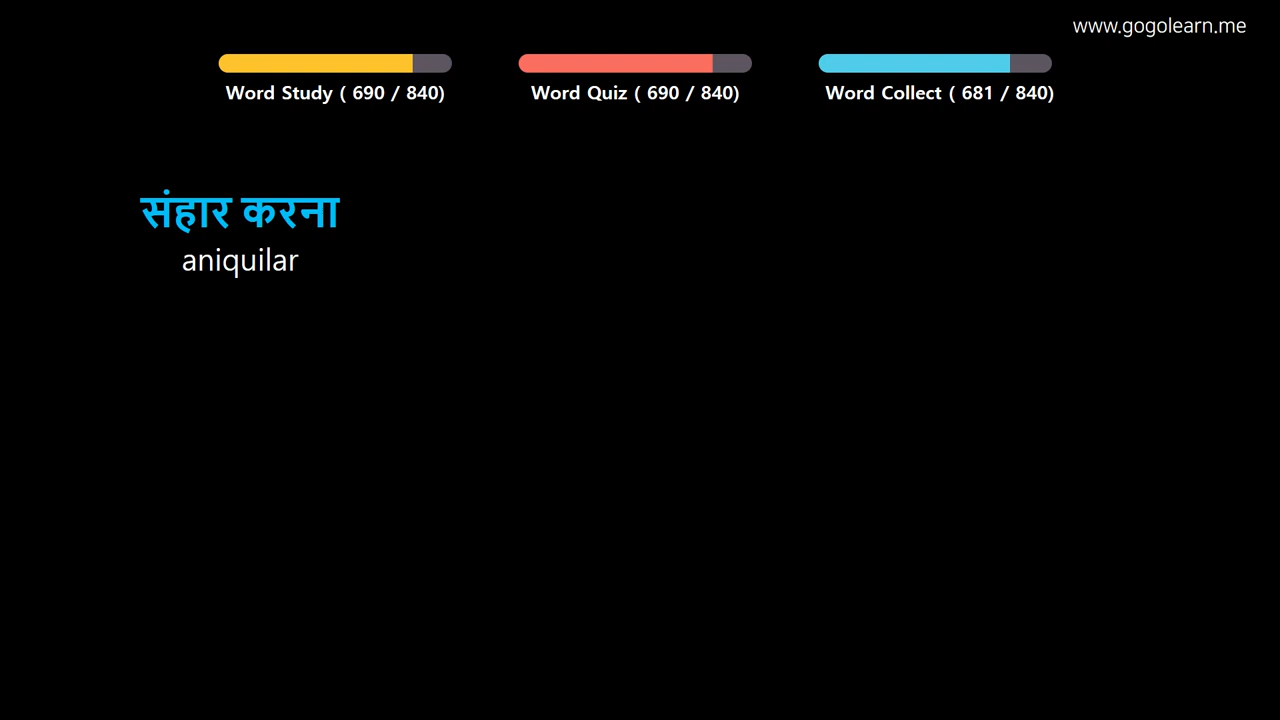 www.gogolearn.me
Word Study ( 690 / 840)
Word Quiz ( 690 / 840)
Word Collect ( 681 / 840)
संहार करना
aniquilar